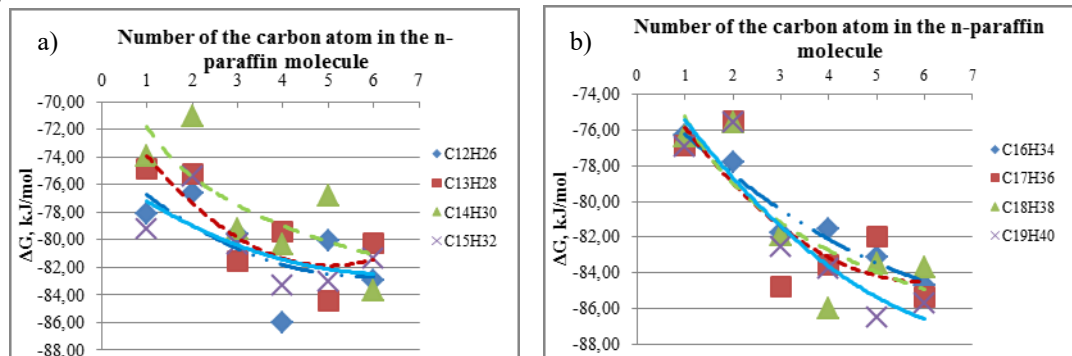 a)
Number of the carbon atom in the n-
paraffin molecule
0 1 2 3 4 5 6 7
-70,00
-72,00
-74,00
-76,00
-78,00
-80,00
-82,00
-84,00
-86,00
-88,00
ΔG, kJ/mol
C12H26
C13H28
C14H30
C15H32
b)
Number of the carbon atom in the n-paraffin
molecule
0 1 2 3 4 5 6 7
-74,00
-76,00
-78,00
-80,00
-82,00
-84,00
-86,00
-88,00
ΔG, kJ/mol
C16H34
C17H36
C18H38
C19H40